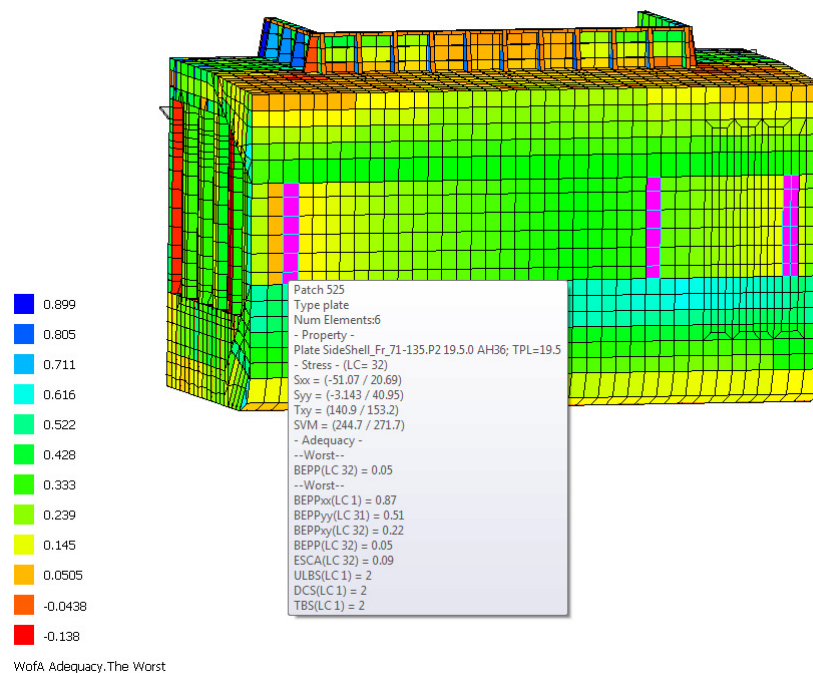 Patch 525
Type plate
Num Elements:6
- Property -
Plate SideShell_Fr_71-135.P2 19.5.0 AH36; TPL=19.5
- Stress - (LC= 32)
Sxx = (-51.07 / 20.69)
Syy = (-3.143 / 40.95)
Txy = (140.9 / 153.2)
SVM = (244.7 / 271.7)
- Adequacy -
--Worst--
BEPP(LC 32) = 0.05
--Worst--
BEPPxx(LC 1) = 0.87
BEPPyy(LC 31) = 0.51
BEPPxy(LC 32) = 0.22
BEPP(LC 32) = 0.05
ESCA(LC 32) = 0.09
ULBS(LC 1) = 2
DCS(LC 1) = 2
TBS(LC 1) = 2
0.899
0.805
0.711
0.616
0.522
0.428
0.333
0.239
0.145
0.0505
-0.0438
-0.138
WofA Adequacy.The Worst